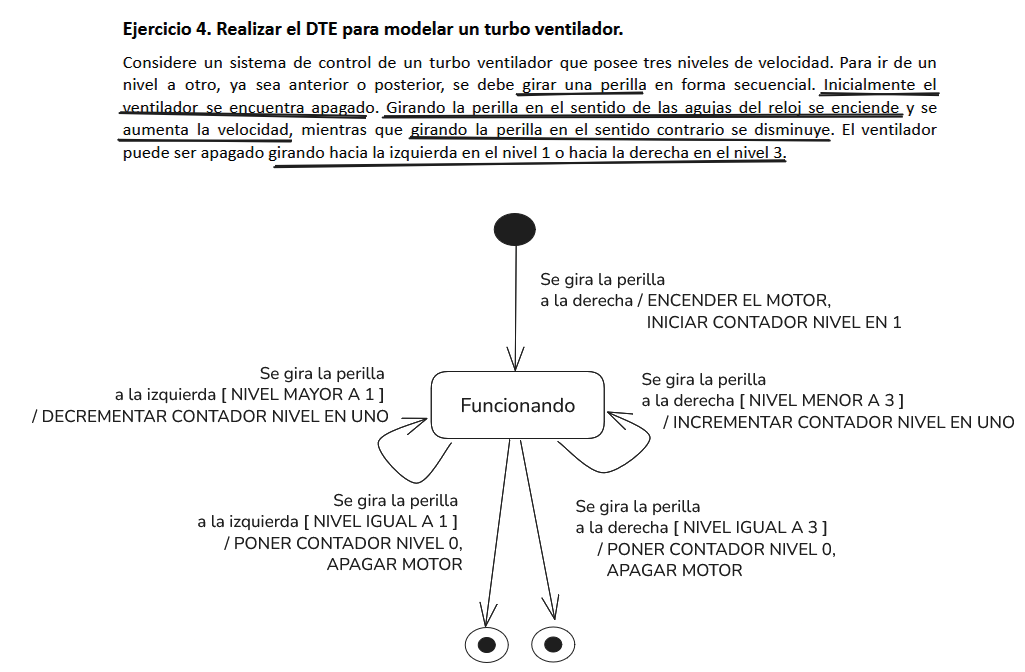 Ejercicio 4. Realizar el DTE para modelar un turbo ventilador.
Considere un sistema de control de un turbo ventilador que posee tres niveles de velocidad. Para ir de un
nivel a otro, ya sea anterior o posterior, se debe girar una perilla en forma secuencial. Inicialmente el
ventilador se encuentra apagado. Girando la perilla en el sentido de las agujas del reloj se enciende y se
aumenta la velocidad, mientras que girando la perilla en el sentido contrario se disminuye. El ventilador
puede ser apagado girando hacia la izquierda en el nivel 1 o hacia la derecha en el nivel 3.
Se gira la perilla
a la derecha / ENCENDER EL MOTOR,
INICIAR CONTADOR NIVEL EN 1
Se gira la perilla
a la izquierda [ NIVEL MAYOR A 1 ]
/ DECREMENTAR CONTADOR NIVEL EN UNO
Funcionando
Se gira la perilla
a la derecha [ NIVEL MENOR A 3 ]
/ INCREMENTAR CONTADOR NIVEL EN UNO
Se gira la perilla
a la izquierda [ NIVEL IGUAL A 1 ]
/ PONER CONTADOR NIVEL 0,
APAGAR MOTOR
Se gira la perilla
a la derecha [ NIVEL IGUAL A 3 ]
/ PONER CONTADOR NIVEL 0,
APAGAR MOTOR